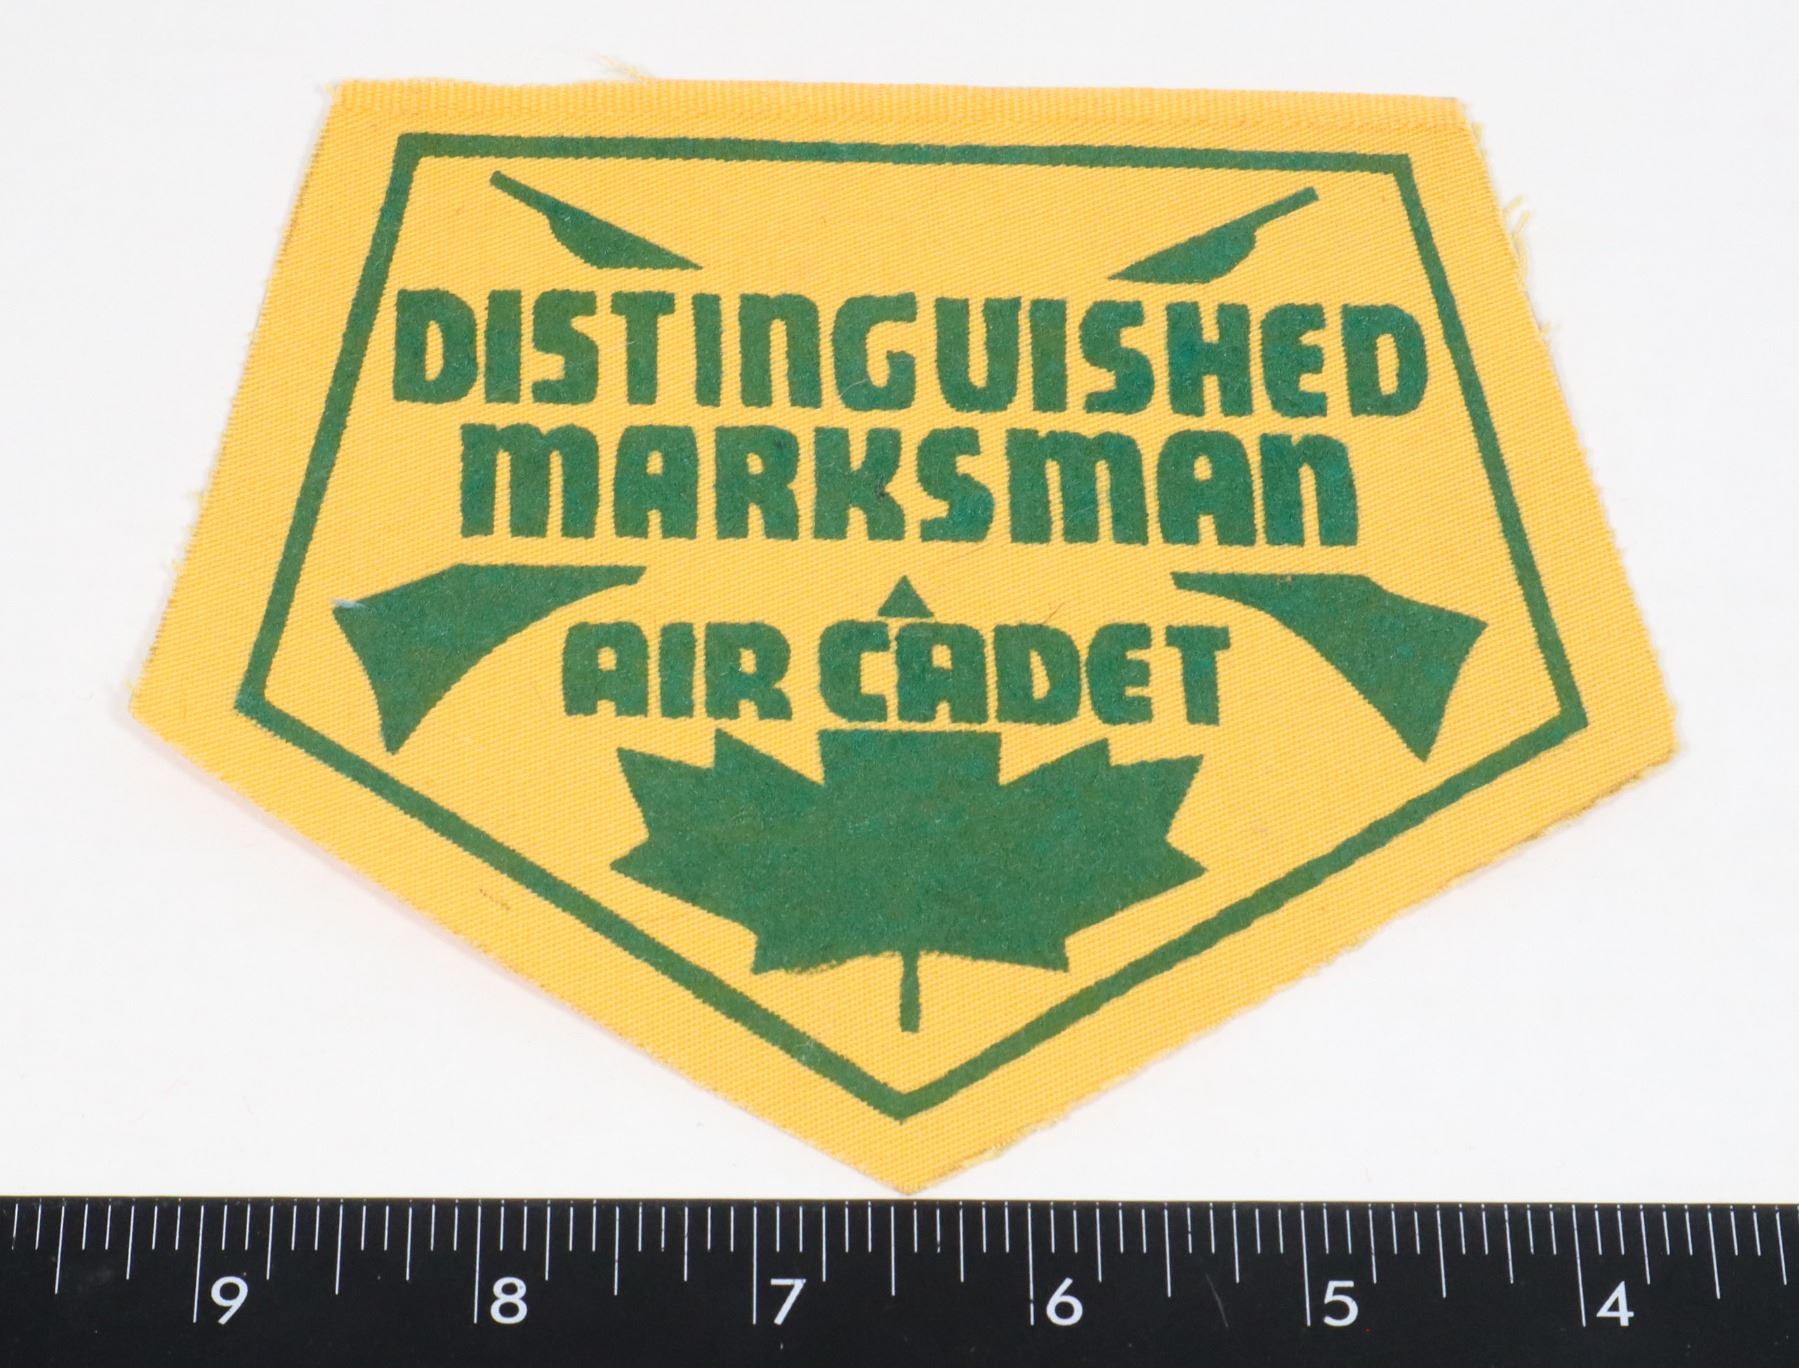 DISTINGUISHED
MARKSMAN
AIR CADET
9 8 7 6 5 4